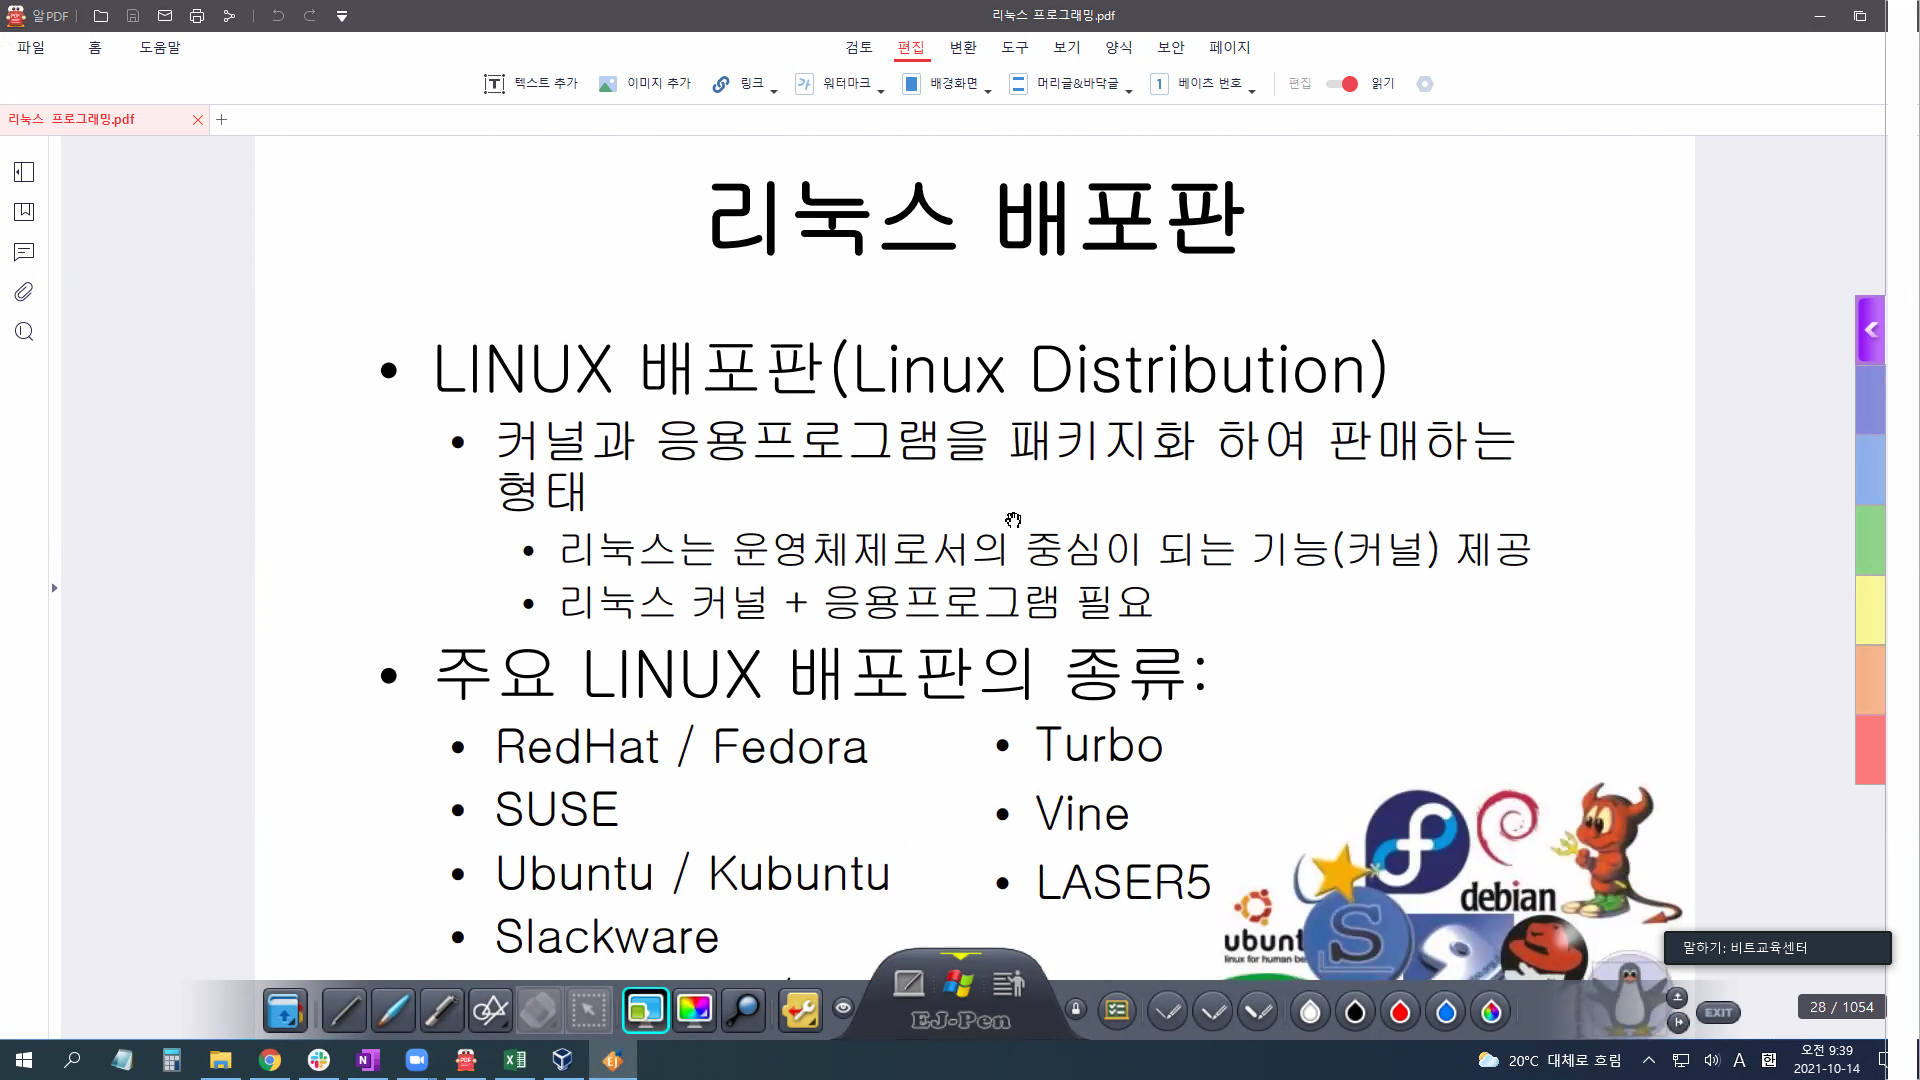 알PDF
리눅스 프로그래밍.pdf
파일 홈 도움말 검토 편집 변환 도구 보기 양식 보안 페이지
텍스트 추가 이미지 추가 링크 워터마크 배경화면 머리글&바닥글 1 베이츠 번호 편집 읽기
리눅스 프로그래밍.pdf
리눅스 배포판
• LINUX 배포판(Linux Distribution)
• 커널과 응용프로그램을 패키지화 하여 판매하는
형태
• 리눅스는 운영체제로서의 중심이 되는 기능(커널) 제공
• 리눅스 커널 + 응용프로그램 필요
• 주요 LINUX 배포판의 종류:
• RedHat / Fedora
• SUSE
• Ubuntu / Kubuntu
• Slackware
• Turbo
• Vine
• LASER5
debian
ubunt
linux for human be
말하기: 비트교육센터
EJ-Pen
EXIT
28 / 1054
20°C 대체로 흐림
A 한
오전 9:39
2021-10-14